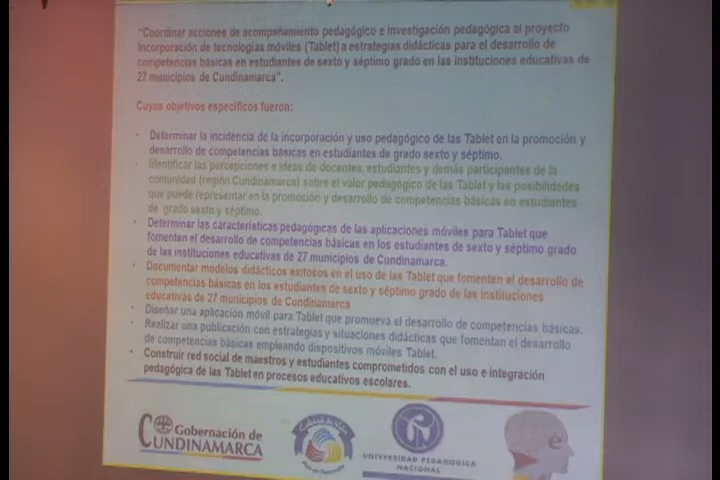 "Coordinar acciones de acompañamiento pedagógico e investigación pedagógica al proyecto
Incorporación de tecnologías móviles (Tablet) a estrategias didácticas para el desarrollo de
competencias básicas en estudiantes de sexto y séptimo grado en las instituciones educativas de
27 municipios de Cundinamarca".
Cuyos objetivos específicos fueron:
• Determinar la incidencia de la incorporación y uso pedagógico de las Tablet en la promoción y
desarrollo de competencias básicas en estudiantes de grado sexto y séptimo.
• Identificar las percepciones e ideas de docentes, estudiantes y demás participantes de la
comunidad (región Cundinamarca) sobre el valor pedagógico de las Tablet y las posibilidades
que puede representar en la promoción y desarrollo de competencias básicas en estudiantes
de grado sexto y séptimo.
• Determinar las características pedagógicas de las aplicaciones móviles para Tablet que
fomenten el desarrollo de competencias básicas en los estudiantes de sexto y séptimo grado
de las instituciones educativas de 27 municipios de Cundinamarca.
• Documentar modelos didácticos exitosos en el uso de las Tablet que fomenten el desarrollo de
competencias básicas en los estudiantes de sexto y séptimo grado de las instituciones
educativas de 27 municipios de Cundinamarca
• Diseñar una aplicación móvil para Tablet que promueva el desarrollo de competencias básicas.
• Realizar una publicación con estrategias y situaciones didácticas que fomentan el desarrollo
de competencias básicas empleando dispositivos móviles Tablet.
• Construir red social de maestros y estudiantes comprometidos con el uso e integración
pedagógica de las Tablet en procesos educativos escolares.
Gobernación de
CUNDINAMARCA
UNIVERSIDAD PEDAGOGICA
NACIONAL